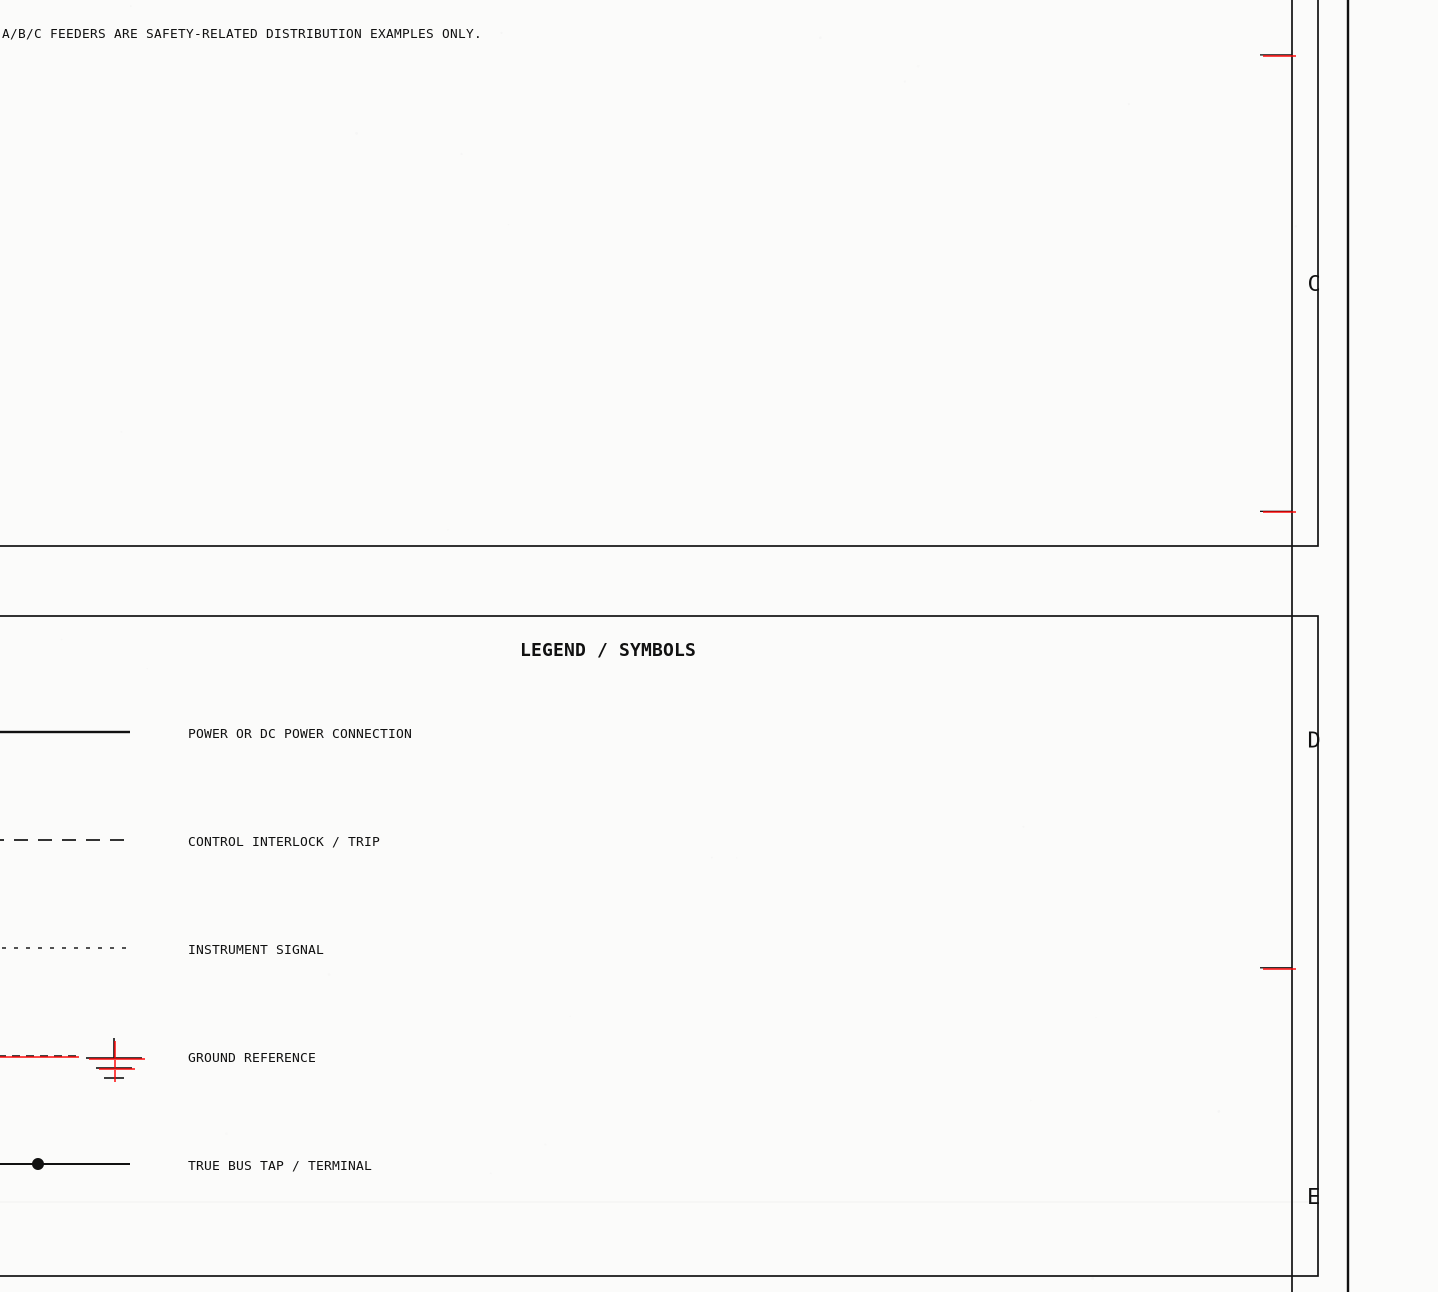 A/B/C FEEDERS ARE SAFETY-RELATED DISTRIBUTION EXAMPLES ONLY.
C
LEGEND / SYMBOLS
POWER OR DC POWER CONNECTION
D
CONTROL INTERLOCK / TRIP
INSTRUMENT SIGNAL
GROUND REFERENCE
TRUE BUS TAP / TERMINAL
E